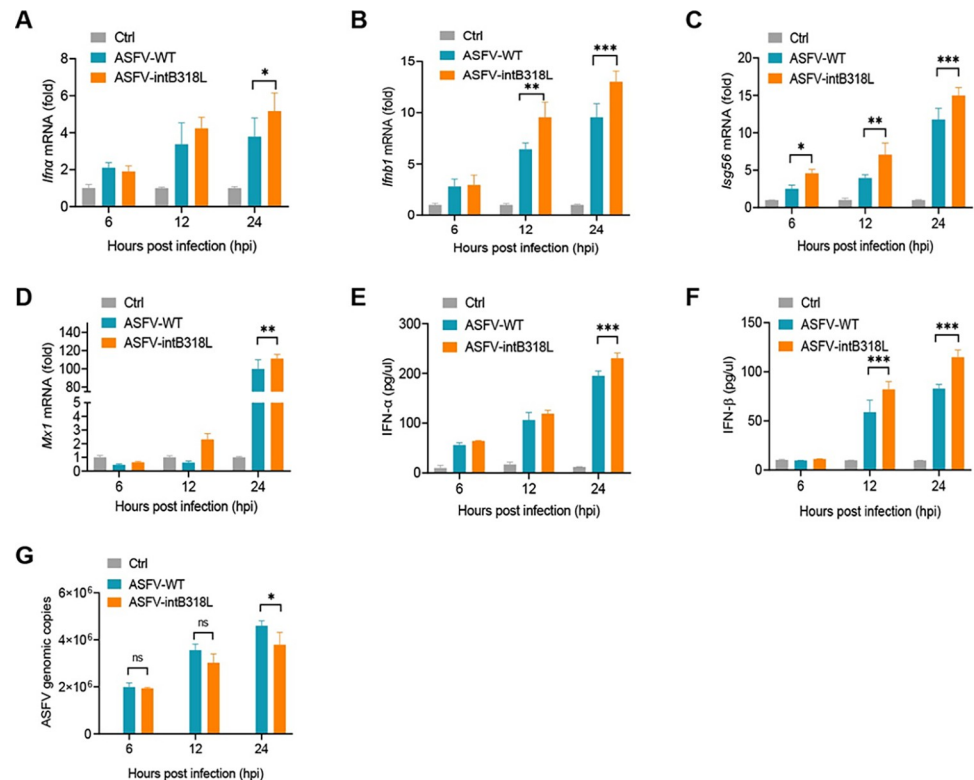 A
Ctrl
ASFV-WT
ASFV-intB318L
Ifnα mRNA (fold)
8
6
4
2
0
*
6 12 24
Hours post infection (hpi)
B
Ctrl
ASFV-WT
ASFV-intB318L
Ifnb1 mRNA (fold)
15
10
5
0
**
***
6 12 24
Hours post infection (hpi)
C
Ctrl
ASFV-WT
ASFV-intB318L
Isg56 mRNA (fold)
20
15
10
5
0
*
**
***
6 12 24
Hours post infection (hpi)
D
Ctrl
ASFV-WT
ASFV-intB318L
Mx1 mRNA (fold)
140
120
100
80
5
4
3
2
1
0
**
6 12 24
Hours post infection (hpi)
E
Ctrl
ASFV-WT
ASFV-intB318L
IFN-α (pg/ul)
300
200
100
0
***
6 12 24
Hours post infection (hpi)
F
Ctrl
ASFV-WT
ASFV-intB318L
IFN-β (pg/ul)
150
100
50
0
***
***
6 12 24
Hours post infection (hpi)
G
Ctrl
ASFV-WT
ASFV-intB318L
ASFV genomic copies
6×10⁶
4×10⁶
2×10⁶
0
ns
ns
*
6 12 24
Hours post infection (hpi)